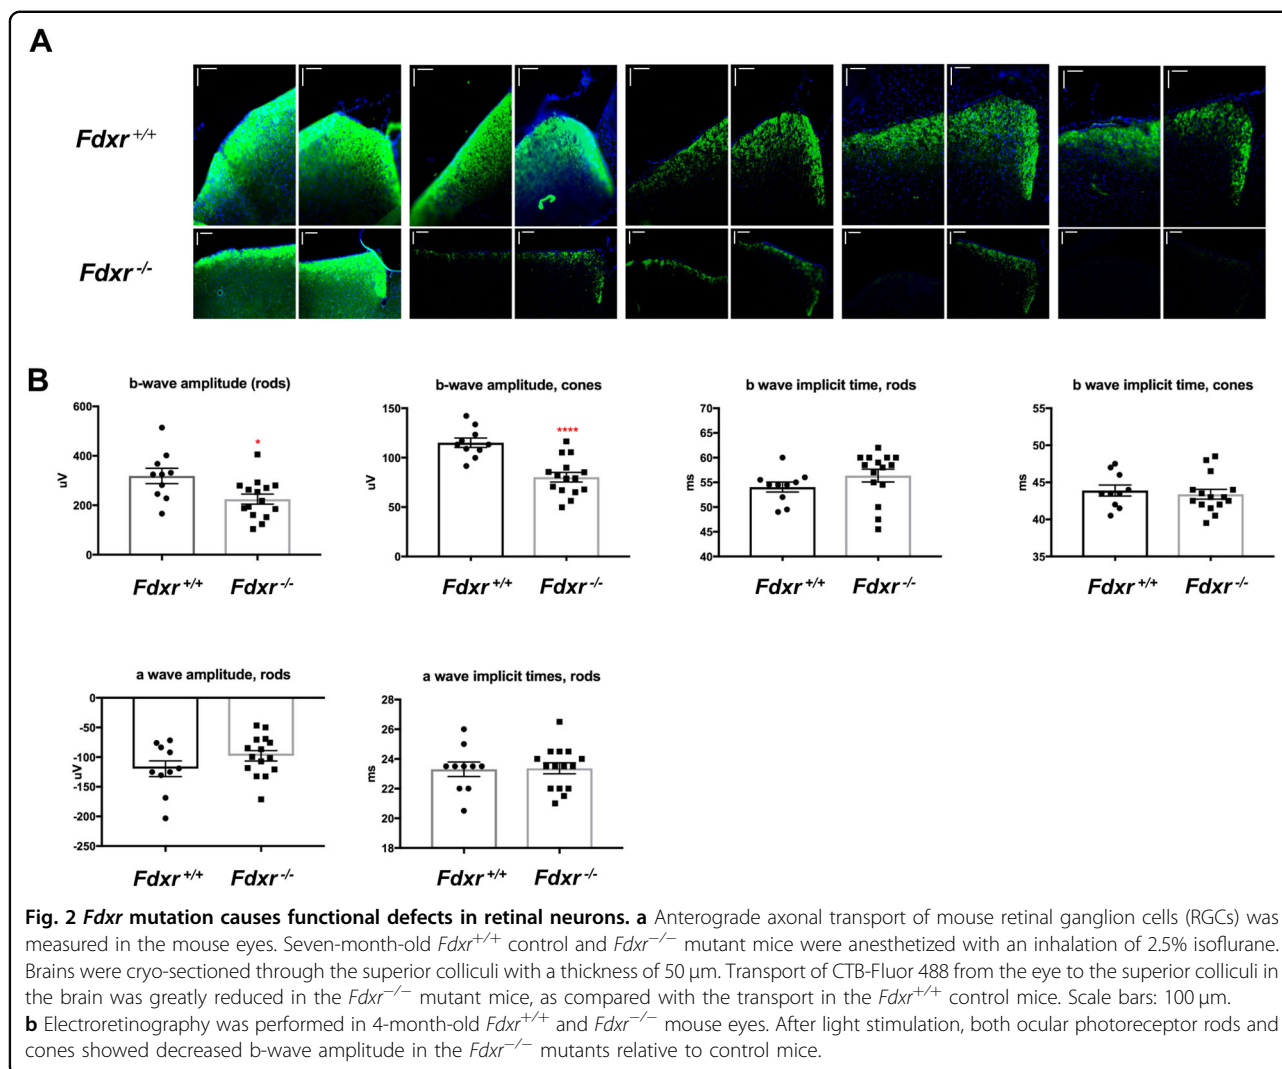 A
Fdxr +/+
Fdxr -/-
B
b-wave amplitude (rods)
600
400
200
0
uV
*
Fdxr +/+ Fdxr -/-
b-wave amplitude, cones
150
100
50
0
uV
****
Fdxr +/+ Fdxr -/-
b wave implicit time, rods
70
65
60
55
50
45
40
ms
Fdxr +/+ Fdxr -/-
b wave implicit time, cones
55
50
45
40
35
ms
Fdxr +/+ Fdxr -/-
a wave amplitude, rods
0
-50
-100
-150
-200
-250
uV
Fdxr +/+ Fdxr -/-
a wave implicit times, rods
28
26
24
22
20
18
ms
Fdxr +/+ Fdxr -/-
Fig. 2 Fdxr mutation causes functional defects in retinal neurons. a Anterograde axonal transport of mouse retinal ganglion cells (RGCs) was
measured in the mouse eyes. Seven-month-old Fdxr+/+ control and Fdxr−/− mutant mice were anesthetized with an inhalation of 2.5% isoflurane.
Brains were cryo-sectioned through the superior colliculi with a thickness of 50 μm. Transport of CTB-Fluor 488 from the eye to the superior colliculi in
the brain was greatly reduced in the Fdxr−/− mutant mice, as compared with the transport in the Fdxr+/+ control mice. Scale bars: 100 μm.
b Electroretinography was performed in 4-month-old Fdxr+/+ and Fdxr−/− mouse eyes. After light stimulation, both ocular photoreceptor rods and
cones showed decreased b-wave amplitude in the Fdxr−/− mutants relative to control mice.